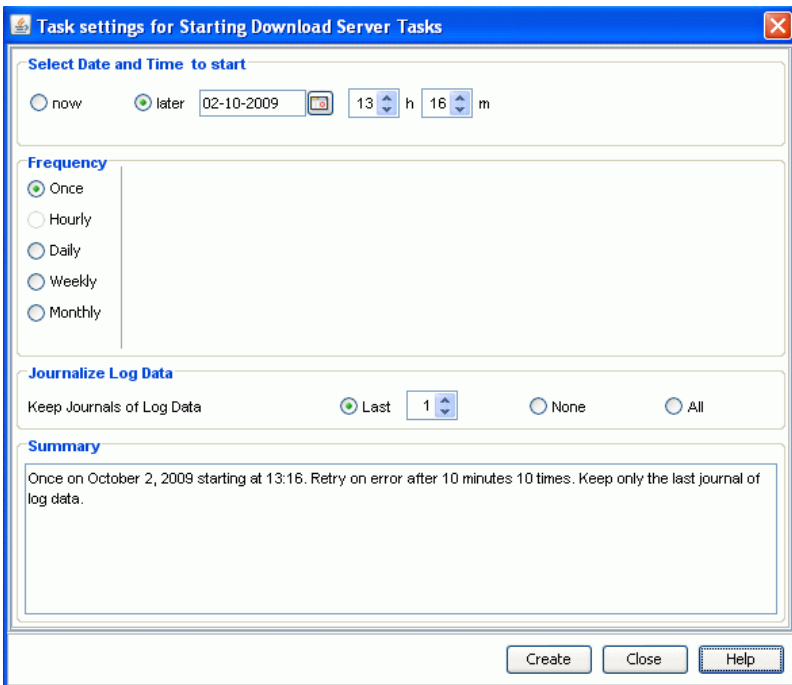 Task settings for Starting Download Server Tasks
Select Date and Time to start
now later 02-10-2009 13 h 16 m
Frequency
Once
Hourly
Daily
Weekly
Monthly
Journalize Log Data
Keep Journals of Log Data Last 1 None All
Summary
Once on October 2, 2009 starting at 13:16. Retry on error after 10 minutes 10 times. Keep only the last journal of
log data.
Create Close Help